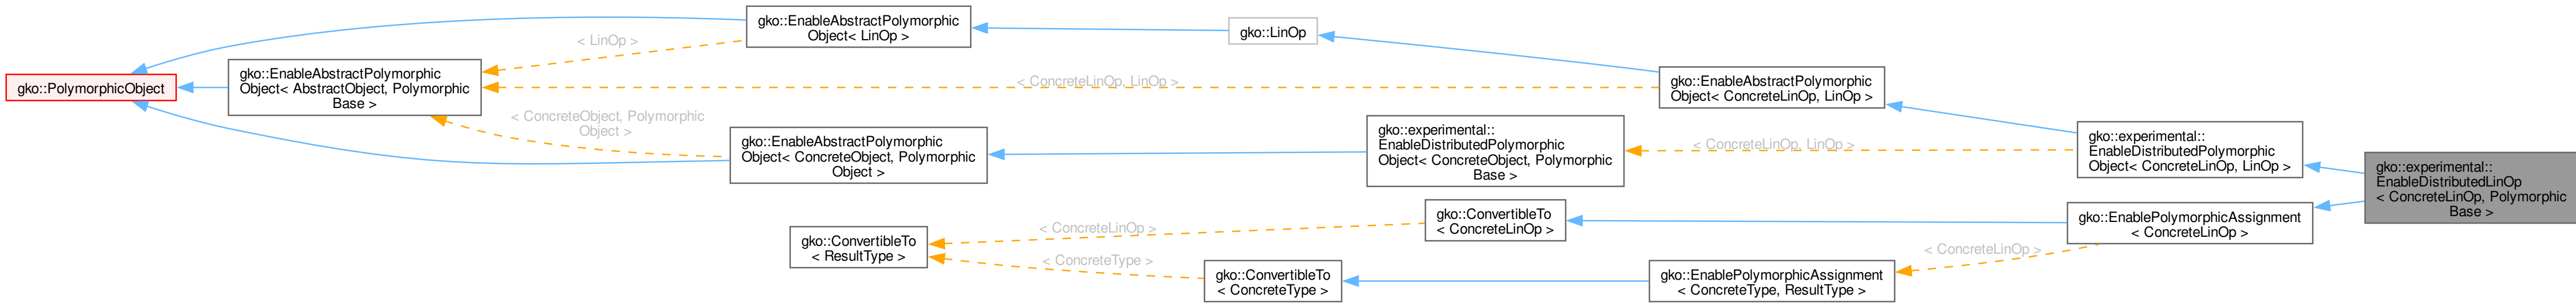 gko::PolymorphicObject
gko::EnableAbstractPolymorphic
Object< AbstractObject, Polymorphic
Base >
gko::EnableAbstractPolymorphic
Object< LinOp >
< LinOp >
gko::LinOp
< ConcreteLinOp, LinOp >
gko::EnableAbstractPolymorphic
Object< ConcreteLinOp, LinOp >
< ConcreteObject, Polymorphic
Object >
gko::EnableAbstractPolymorphic
Object< ConcreteObject, Polymorphic
Object >
gko::experimental::
EnableDistributedPolymorphic
Object< ConcreteObject, Polymorphic
Base >
< ConcreteLinOp, LinOp >
gko::experimental::
EnableDistributedPolymorphic
Object< ConcreteLinOp, LinOp >
gko::experimental::
EnableDistributedLinOp
< ConcreteLinOp, Polymorphic
Base >
gko::ConvertibleTo
< ResultType >
< ConcreteLinOp >
gko::ConvertibleTo
< ConcreteLinOp >
gko::EnablePolymorphicAssignment
< ConcreteLinOp >
< ConcreteType >
gko::ConvertibleTo
< ConcreteType >
gko::EnablePolymorphicAssignment
< ConcreteType, ResultType >
< ConcreteLinOp >